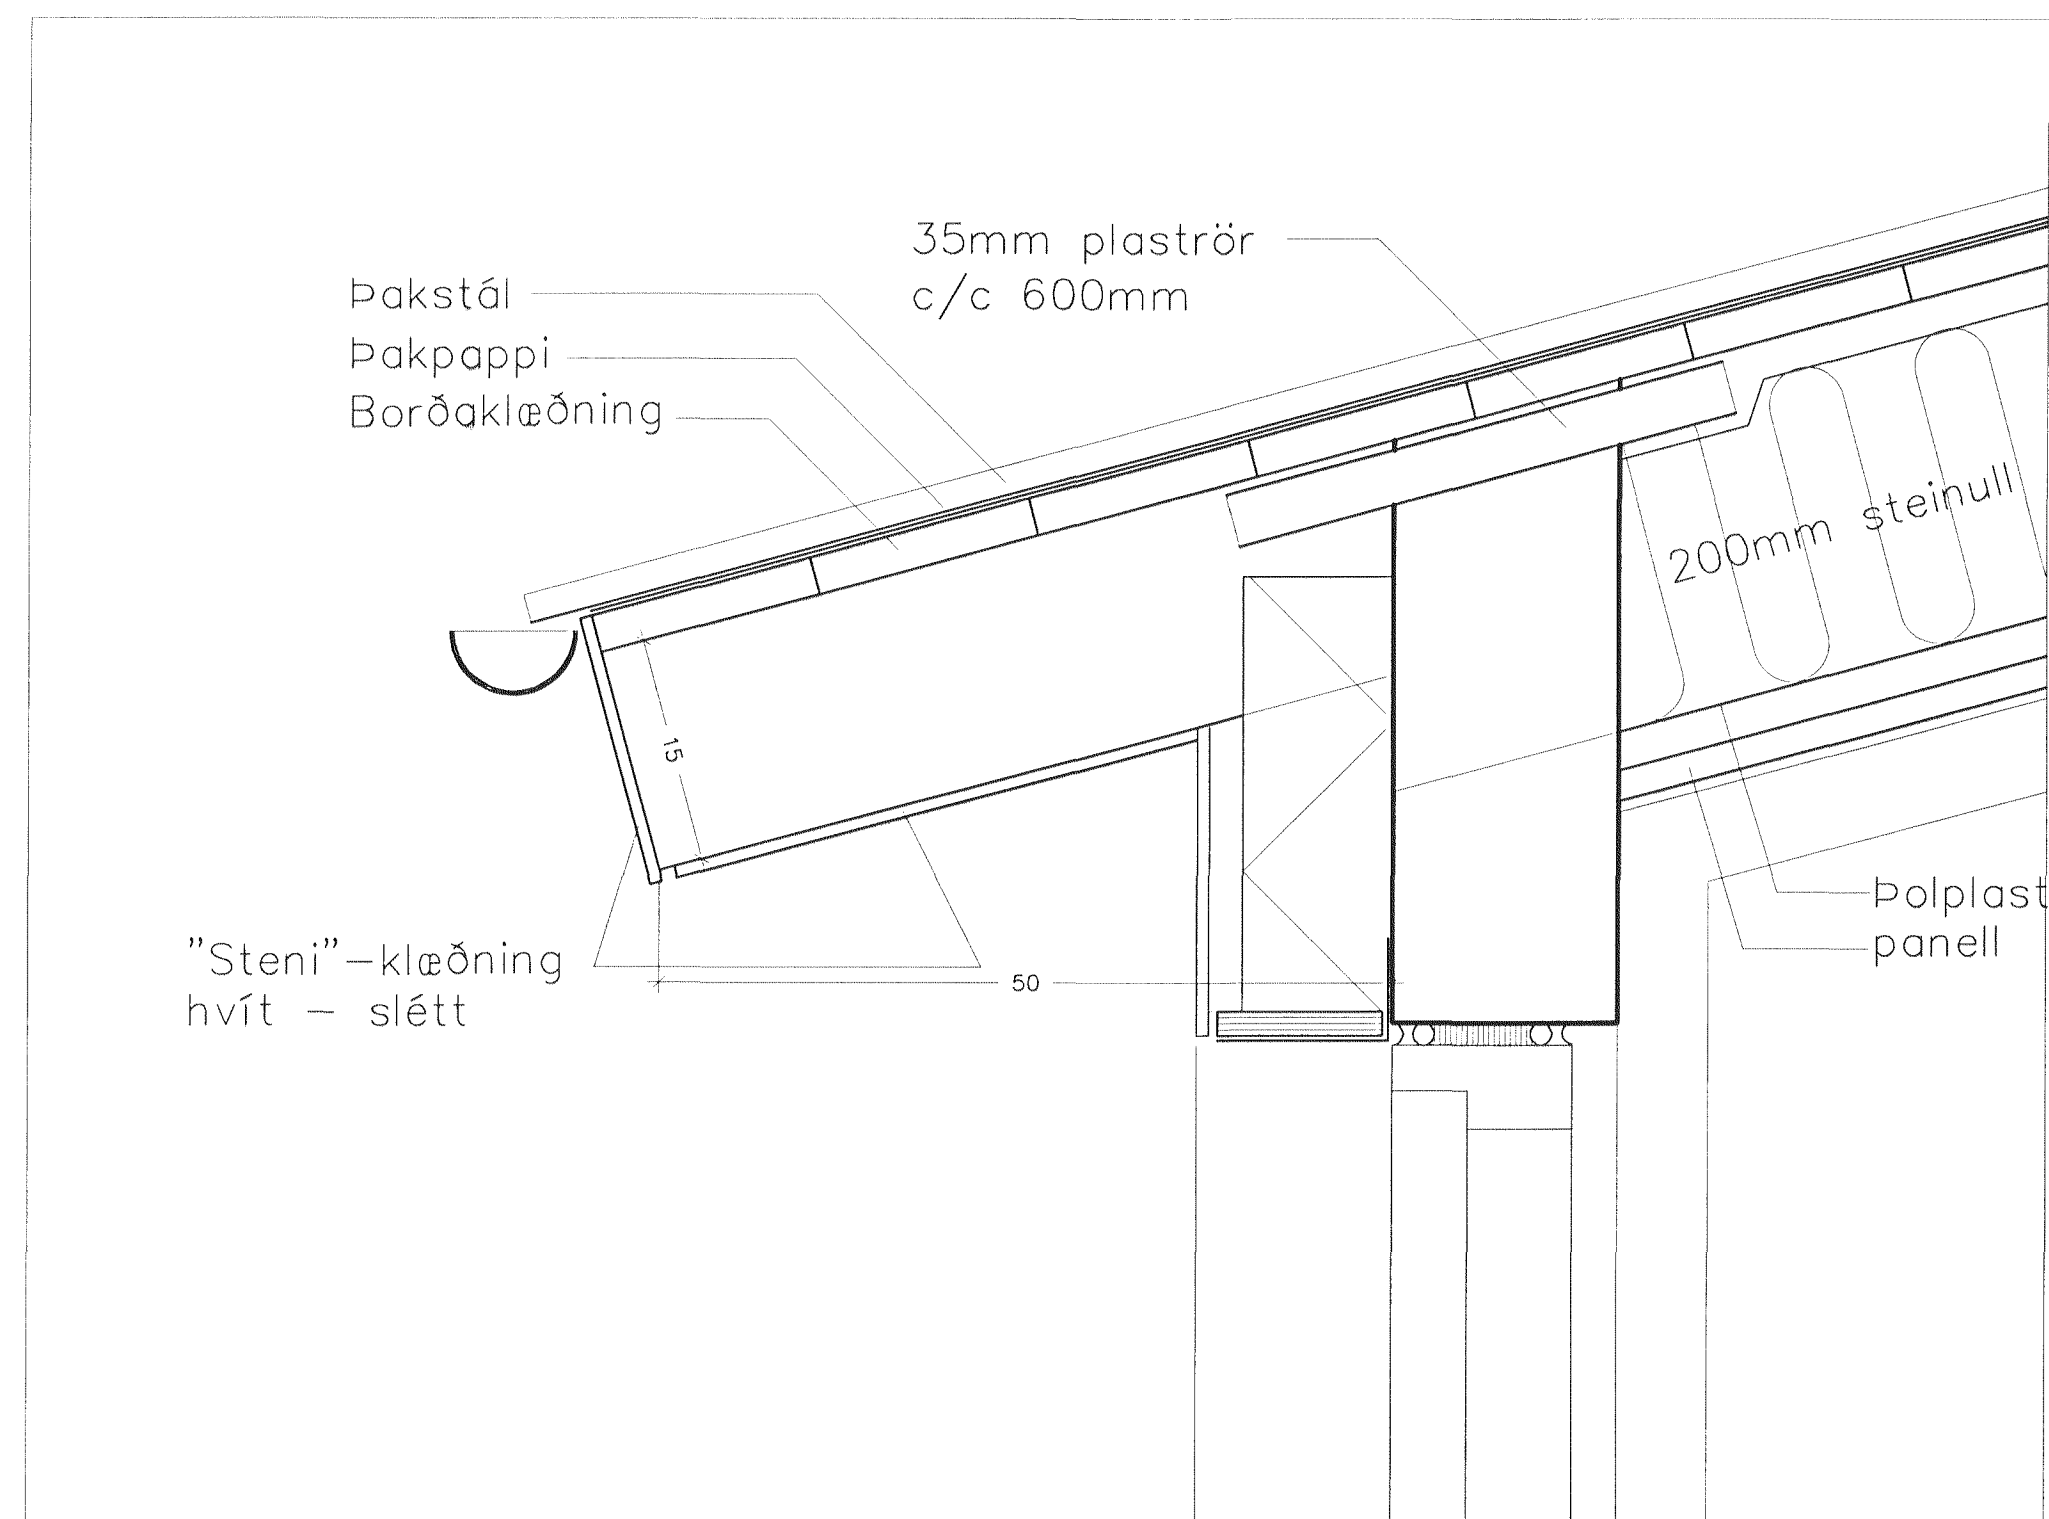 35mm plaströr
c/c 600mm
Þakstál
Þakpappi
Borðaklæðning
200mm steinull
15
Þolplast
panell
"Steni"-klæðning
hvít - slétt
50